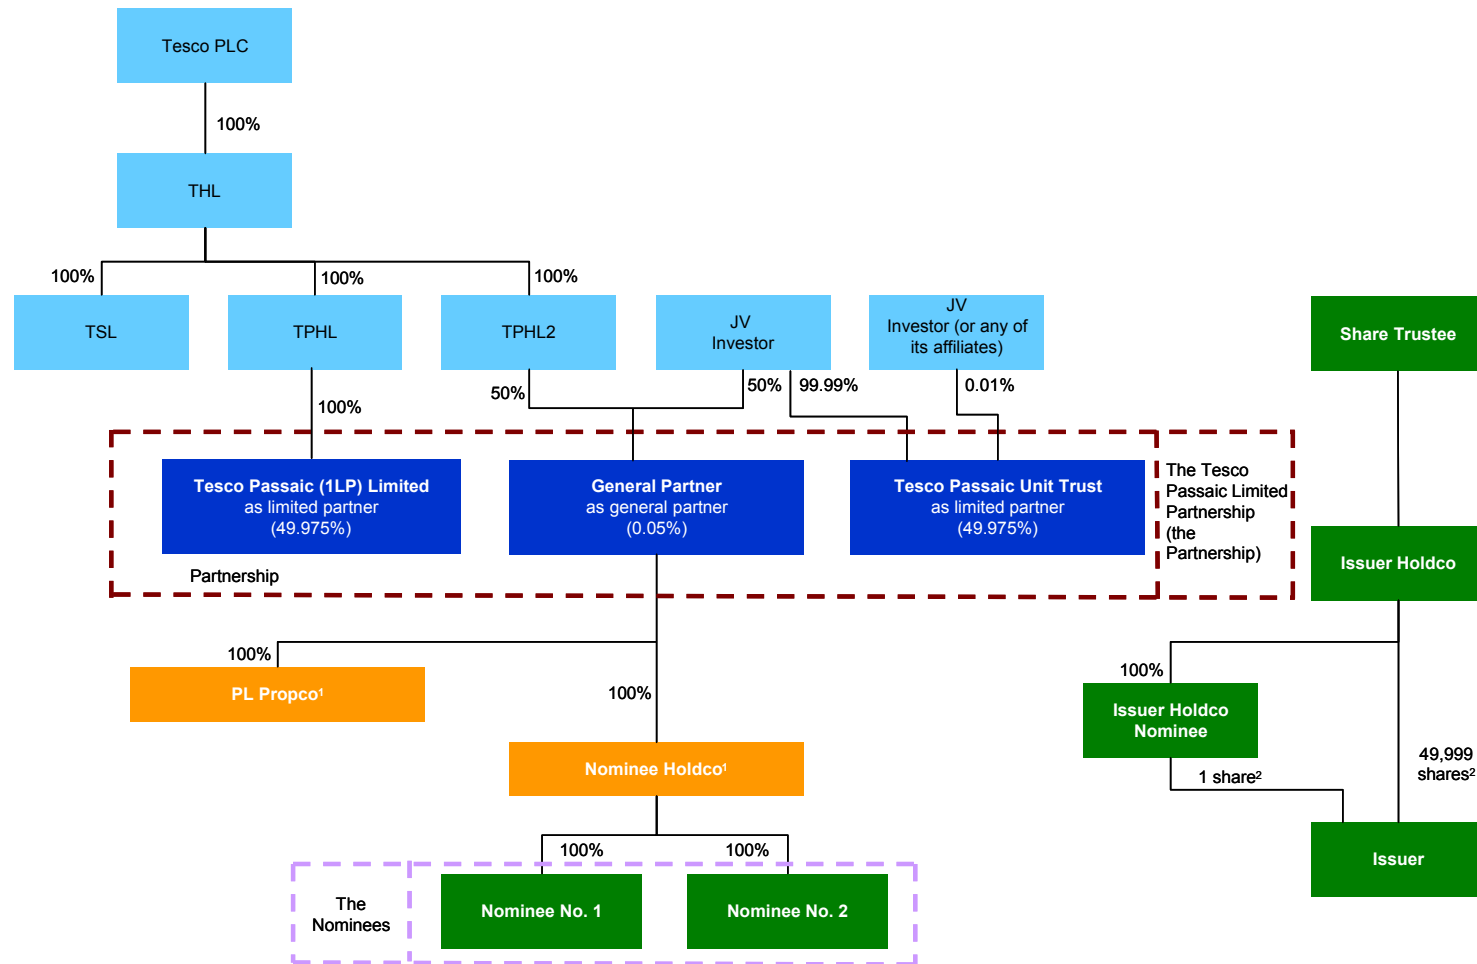 Tesco PLC
100%
THL
100%
100%
100%
TSL
TPHL
TPHL2
JV
Investor
JV
Investor (or any of
its affiliates)
Share Trustee
100%
50%
50%
99.99%
0.01%
Tesco Passaic (1LP) Limited
as limited partner
(49.975%)
General Partner
as general partner
(0.05%)
Tesco Passaic Unit Trust
as limited partner
(49.975%)
The Tesco
Passaic Limited
Partnership
(the
Partnership)
Partnership
Issuer Holdco
100%
PL Propco¹
100%
Nominee Holdco¹
100%
Issuer Holdco
Nominee
1 share²
49,999
shares²
Issuer
100%
100%
The
Nominees
Nominee No. 1
Nominee No. 2